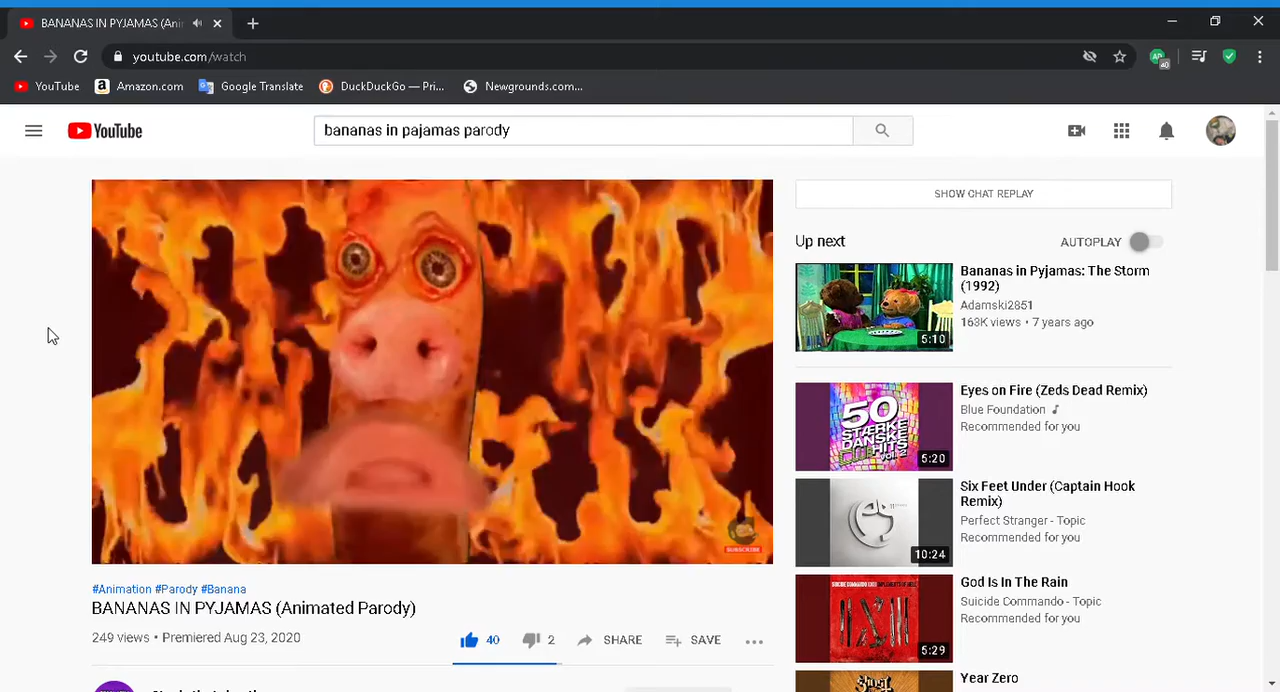 BANANAS IN PYJAMAS (Ani
youtube.com/watch
40
YouTube
Amazon.com
Google Translate
DuckDuckGo — Pri...
Newgrounds.com...
YouTube
bananas in pajamas parody
SHOW CHAT REPLAY
Up next
AUTOPLAY
Bananas in Pyjamas: The Storm
(1992)
Adamski2851
163K views • 7 years ago
5:10
Eyes on Fire (Zeds Dead Remix)
Blue Foundation
Recommended for you
50
STÆRKE
DANSKE
HITS
VOL. 2
5:20
Six Feet Under (Captain Hook
Remix)
Perfect Stranger - Topic
Recommended for you
10:24
God Is In The Rain
Suicide Commando - Topic
Recommended for you
5:29
Year Zero
SUBSCRIBE
#Animation #Parody #Banana
BANANAS IN PYJAMAS (Animated Parody)
249 views • Premiered Aug 23, 2020
40
2
SHARE
SAVE